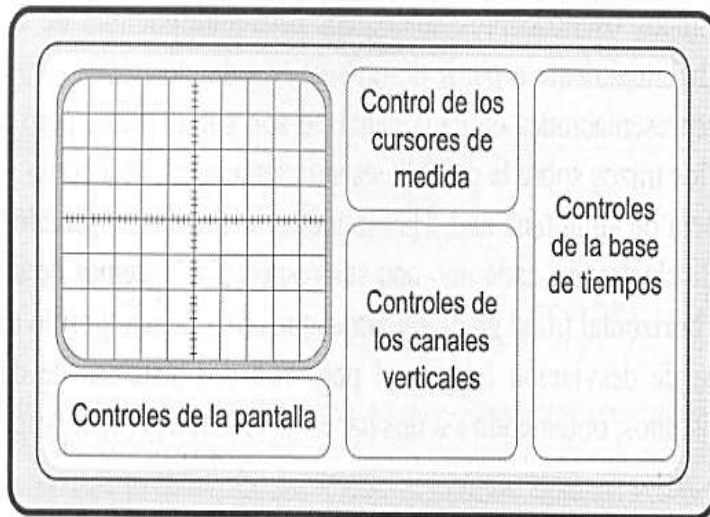 Control de los
cursores de
medida
Controles
de la base
de tiempos
Controles de
los canales
verticales
Controles de la pantalla